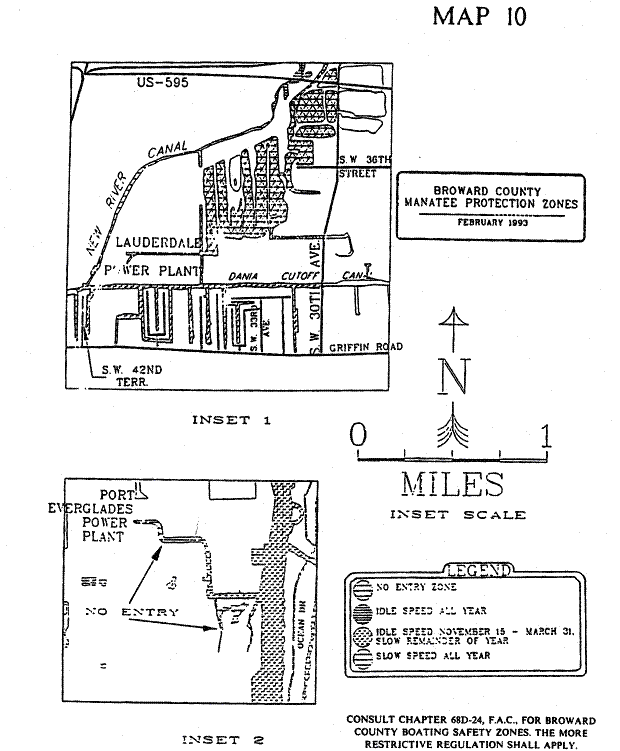 MAP 10
US-595
NEW RIVER CANAL
S.W 36TH
STREET
BROWARD COUNTY
MANATEE PROTECTION ZONES
FEBRUARY 1993
LAUDERDALE
POWER PLANT
DANIA CUTOFF
S.W. 33RD
AVE.
S.W. 30TH AVE.
GRIFFIN ROAD
S.W. 42ND
TERR.
INSET 1
N
0 1
MILES
INSET SCALE
PORT
EVERGLADES
POWER
PLANT
NO ENTRY
OCEAN DR
INSET 2
LEGEND
NO ENTRY ZONE
IDLE SPEED ALL YEAR
IDLE SPEED NOVEMBER 15 - MARCH 31,
SLOW REMAINDER OF YEAR
SLOW SPEED ALL YEAR
CONSULT CHAPTER 68D-24, F.A.C., FOR BROWARD
COUNTY BOATING SAFETY ZONES. THE MORE
RESTRICTIVE REGULATION SHALL APPLY.